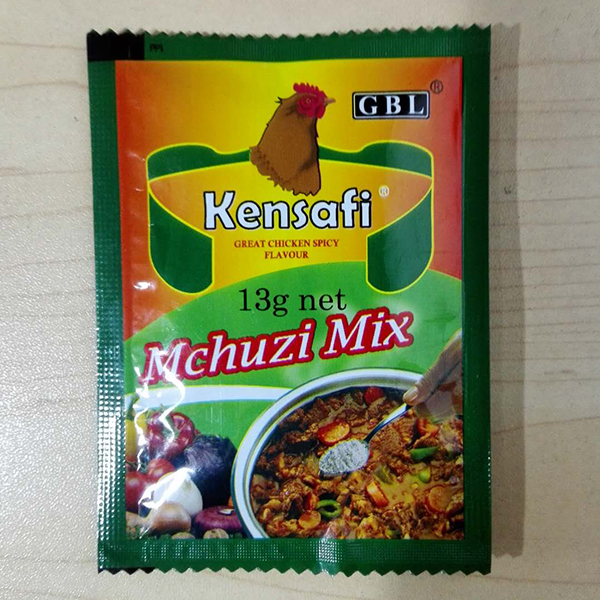 GBL®
Kensafi®
GREAT CHICKEN SPICY
FLAVOUR
13g net
Mchuzi Mix